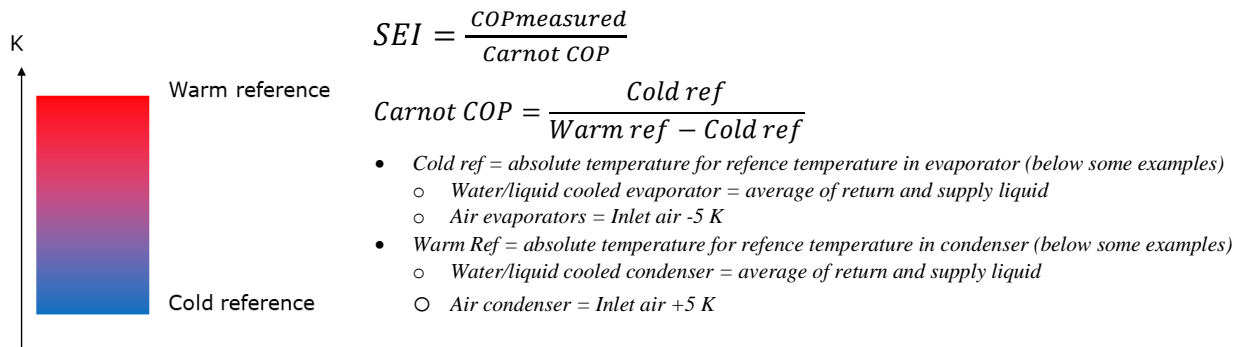 K
Warm reference
Cold reference
SEI = COPmeasured / Carnot COP
Carnot COP = Cold ref / Warm ref − Cold ref
• Cold ref = absolute temperature for refence temperature in evaporator (below some examples)
o Water/liquid cooled evaporator = average of return and supply liquid
o Air evaporators = Inlet air -5 K
• Warm Ref = absolute temperature for refence temperature in condenser (below some examples)
o Water/liquid cooled condenser = average of return and supply liquid
o Air condenser = Inlet air +5 K